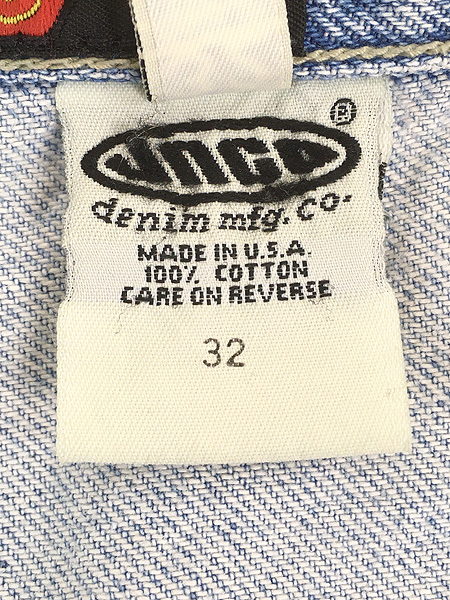 JNCO ®
denim mfg. co.
MADE IN U.S.A.
100% COTTON
CARE ON REVERSE
32